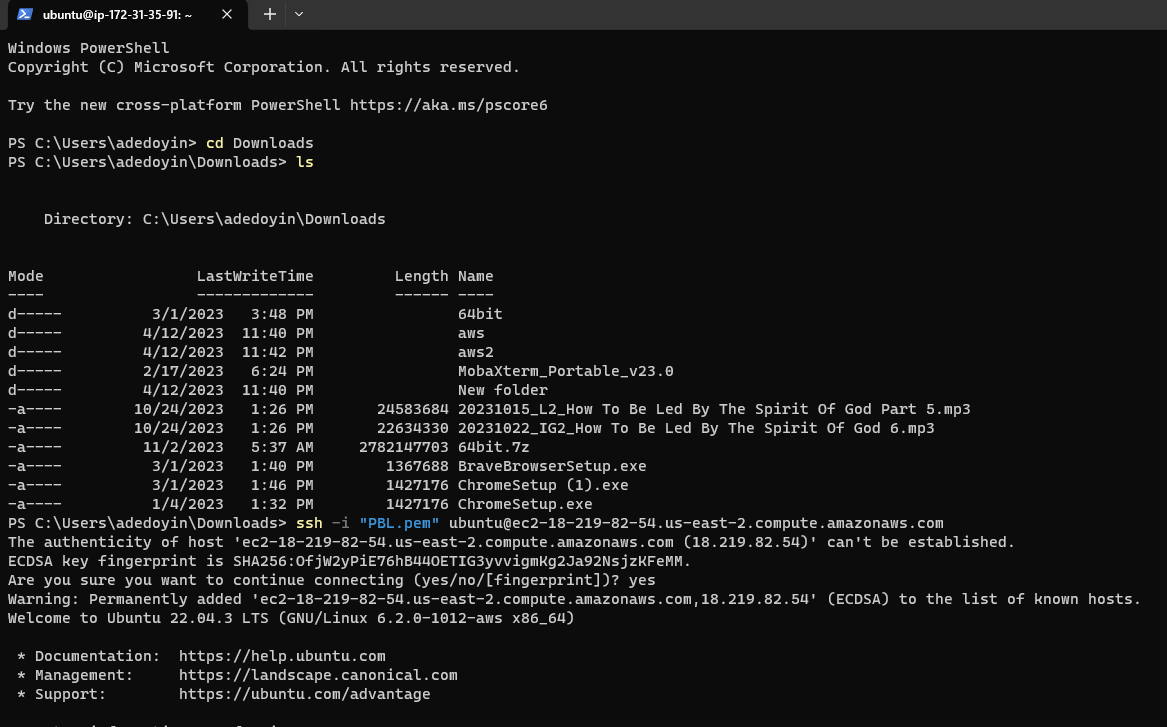 ubuntu@ip-172-31-35-91: ~
Windows PowerShell
Copyright (C) Microsoft Corporation. All rights reserved.
Try the new cross-platform PowerShell https://aka.ms/pscore6
PS C:\Users\adedoyin> cd Downloads
PS C:\Users\adedoyin\Downloads> ls
Directory: C:\Users\adedoyin\Downloads
Mode                 LastWriteTime         Length Name
----                 -------------         ------ ----
d-----          3/1/2023   3:48 PM                64bit
d-----         4/12/2023  11:40 PM                aws
d-----         4/12/2023  11:42 PM                aws2
d-----         2/17/2023   6:24 PM                MobaXterm_Portable_v23.0
d-----         4/12/2023  11:40 PM                New folder
-a----        10/24/2023   1:26 PM       24583684 20231015_L2_How To Be Led By The Spirit Of God Part 5.mp3
-a----        10/24/2023   1:26 PM       22634330 20231022_IG2_How To Be Led By The Spirit Of God 6.mp3
-a----         11/2/2023   5:37 AM     2782147703 64bit.7z
-a----          3/1/2023   1:40 PM        1367688 BraveBrowserSetup.exe
-a----          3/1/2023   1:46 PM        1427176 ChromeSetup (1).exe
-a----          1/4/2023   1:32 PM        1427176 ChromeSetup.exe
PS C:\Users\adedoyin\Downloads> ssh -i "PBL.pem" ubuntu@ec2-18-219-82-54.us-east-2.compute.amazonaws.com
The authenticity of host 'ec2-18-219-82-54.us-east-2.compute.amazonaws.com (18.219.82.54)' can't be established.
ECDSA key fingerprint is SHA256:OfjW2yPiE76hB44OETIG3yvvigmKg2Ja92NsjzKFeMM.
Are you sure you want to continue connecting (yes/no/[fingerprint])? yes
Warning: Permanently added 'ec2-18-219-82-54.us-east-2.compute.amazonaws.com,18.219.82.54' (ECDSA) to the list of known hosts.
Welcome to Ubuntu 22.04.3 LTS (GNU/Linux 6.2.0-1012-aws x86_64)
* Documentation:  https://help.ubuntu.com
* Management:     https://landscape.canonical.com
* Support:        https://ubuntu.com/advantage